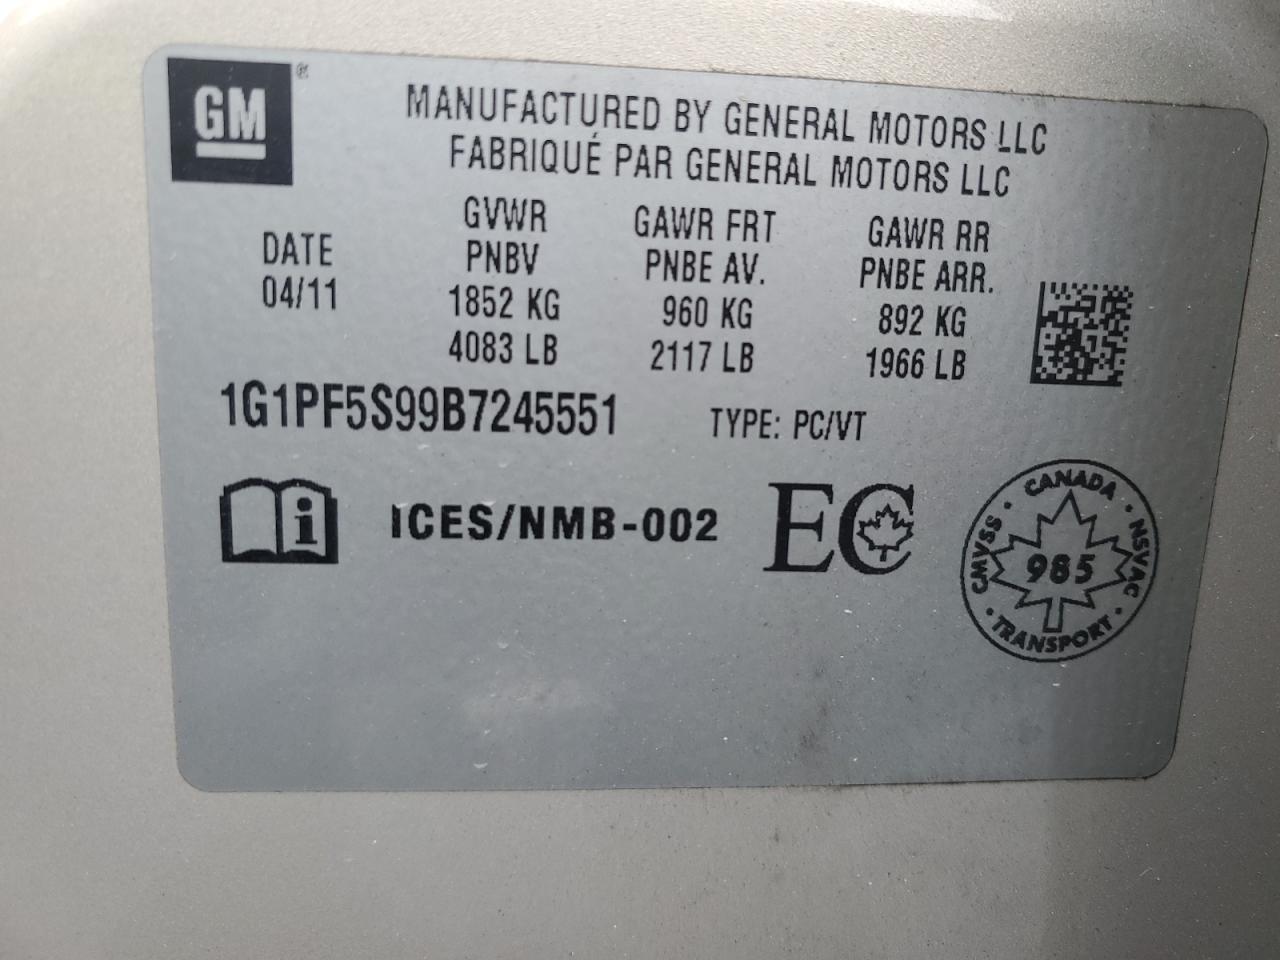 GM
MANUFACTURED BY GENERAL MOTORS LLC
FABRIQUÉ PAR GENERAL MOTORS LLC
DATE
04/11
GVWR
PNBV
1852 KG
4083 LB
GAWR FRT
PNBE AV.
960 KG
2117 LB
GAWR RR
PNBE ARR.
892 KG
1966 LB
1G1PF5S99B7245551 TYPE: PC/VT
i ICES/NMB-002 EC
CANADA
CMVSS 985 NSVAC
TRANSPORT